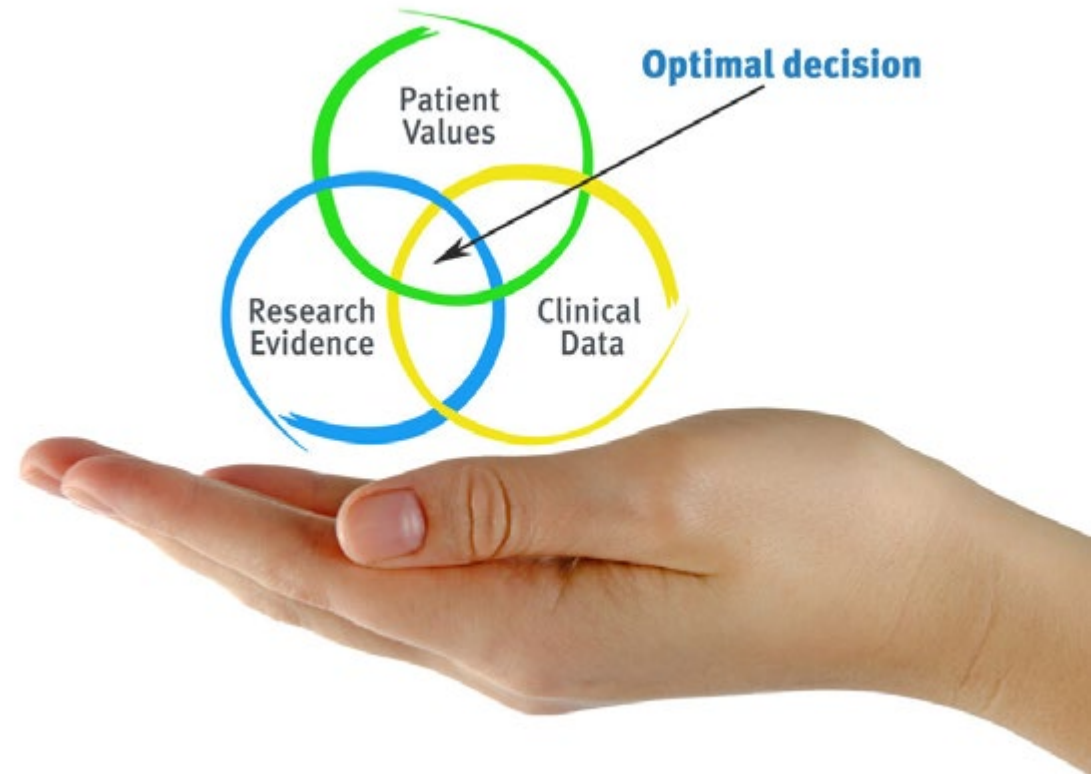 Optimal decision
Patient
Values
Research
Evidence
Clinical
Data